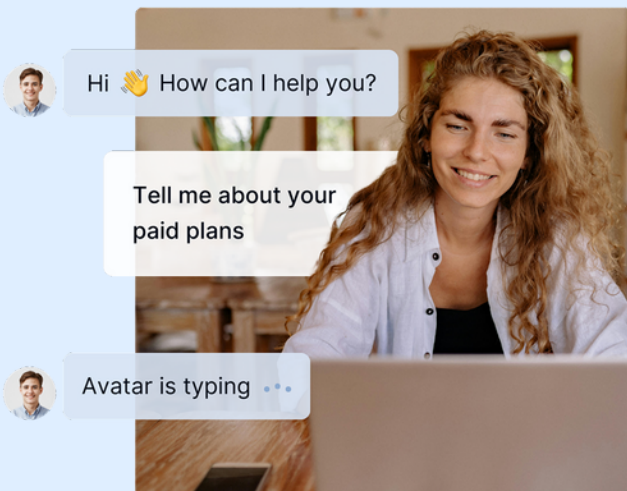 Hi 👋 How can I help you?
Tell me about your
paid plans
Avatar is typing ...